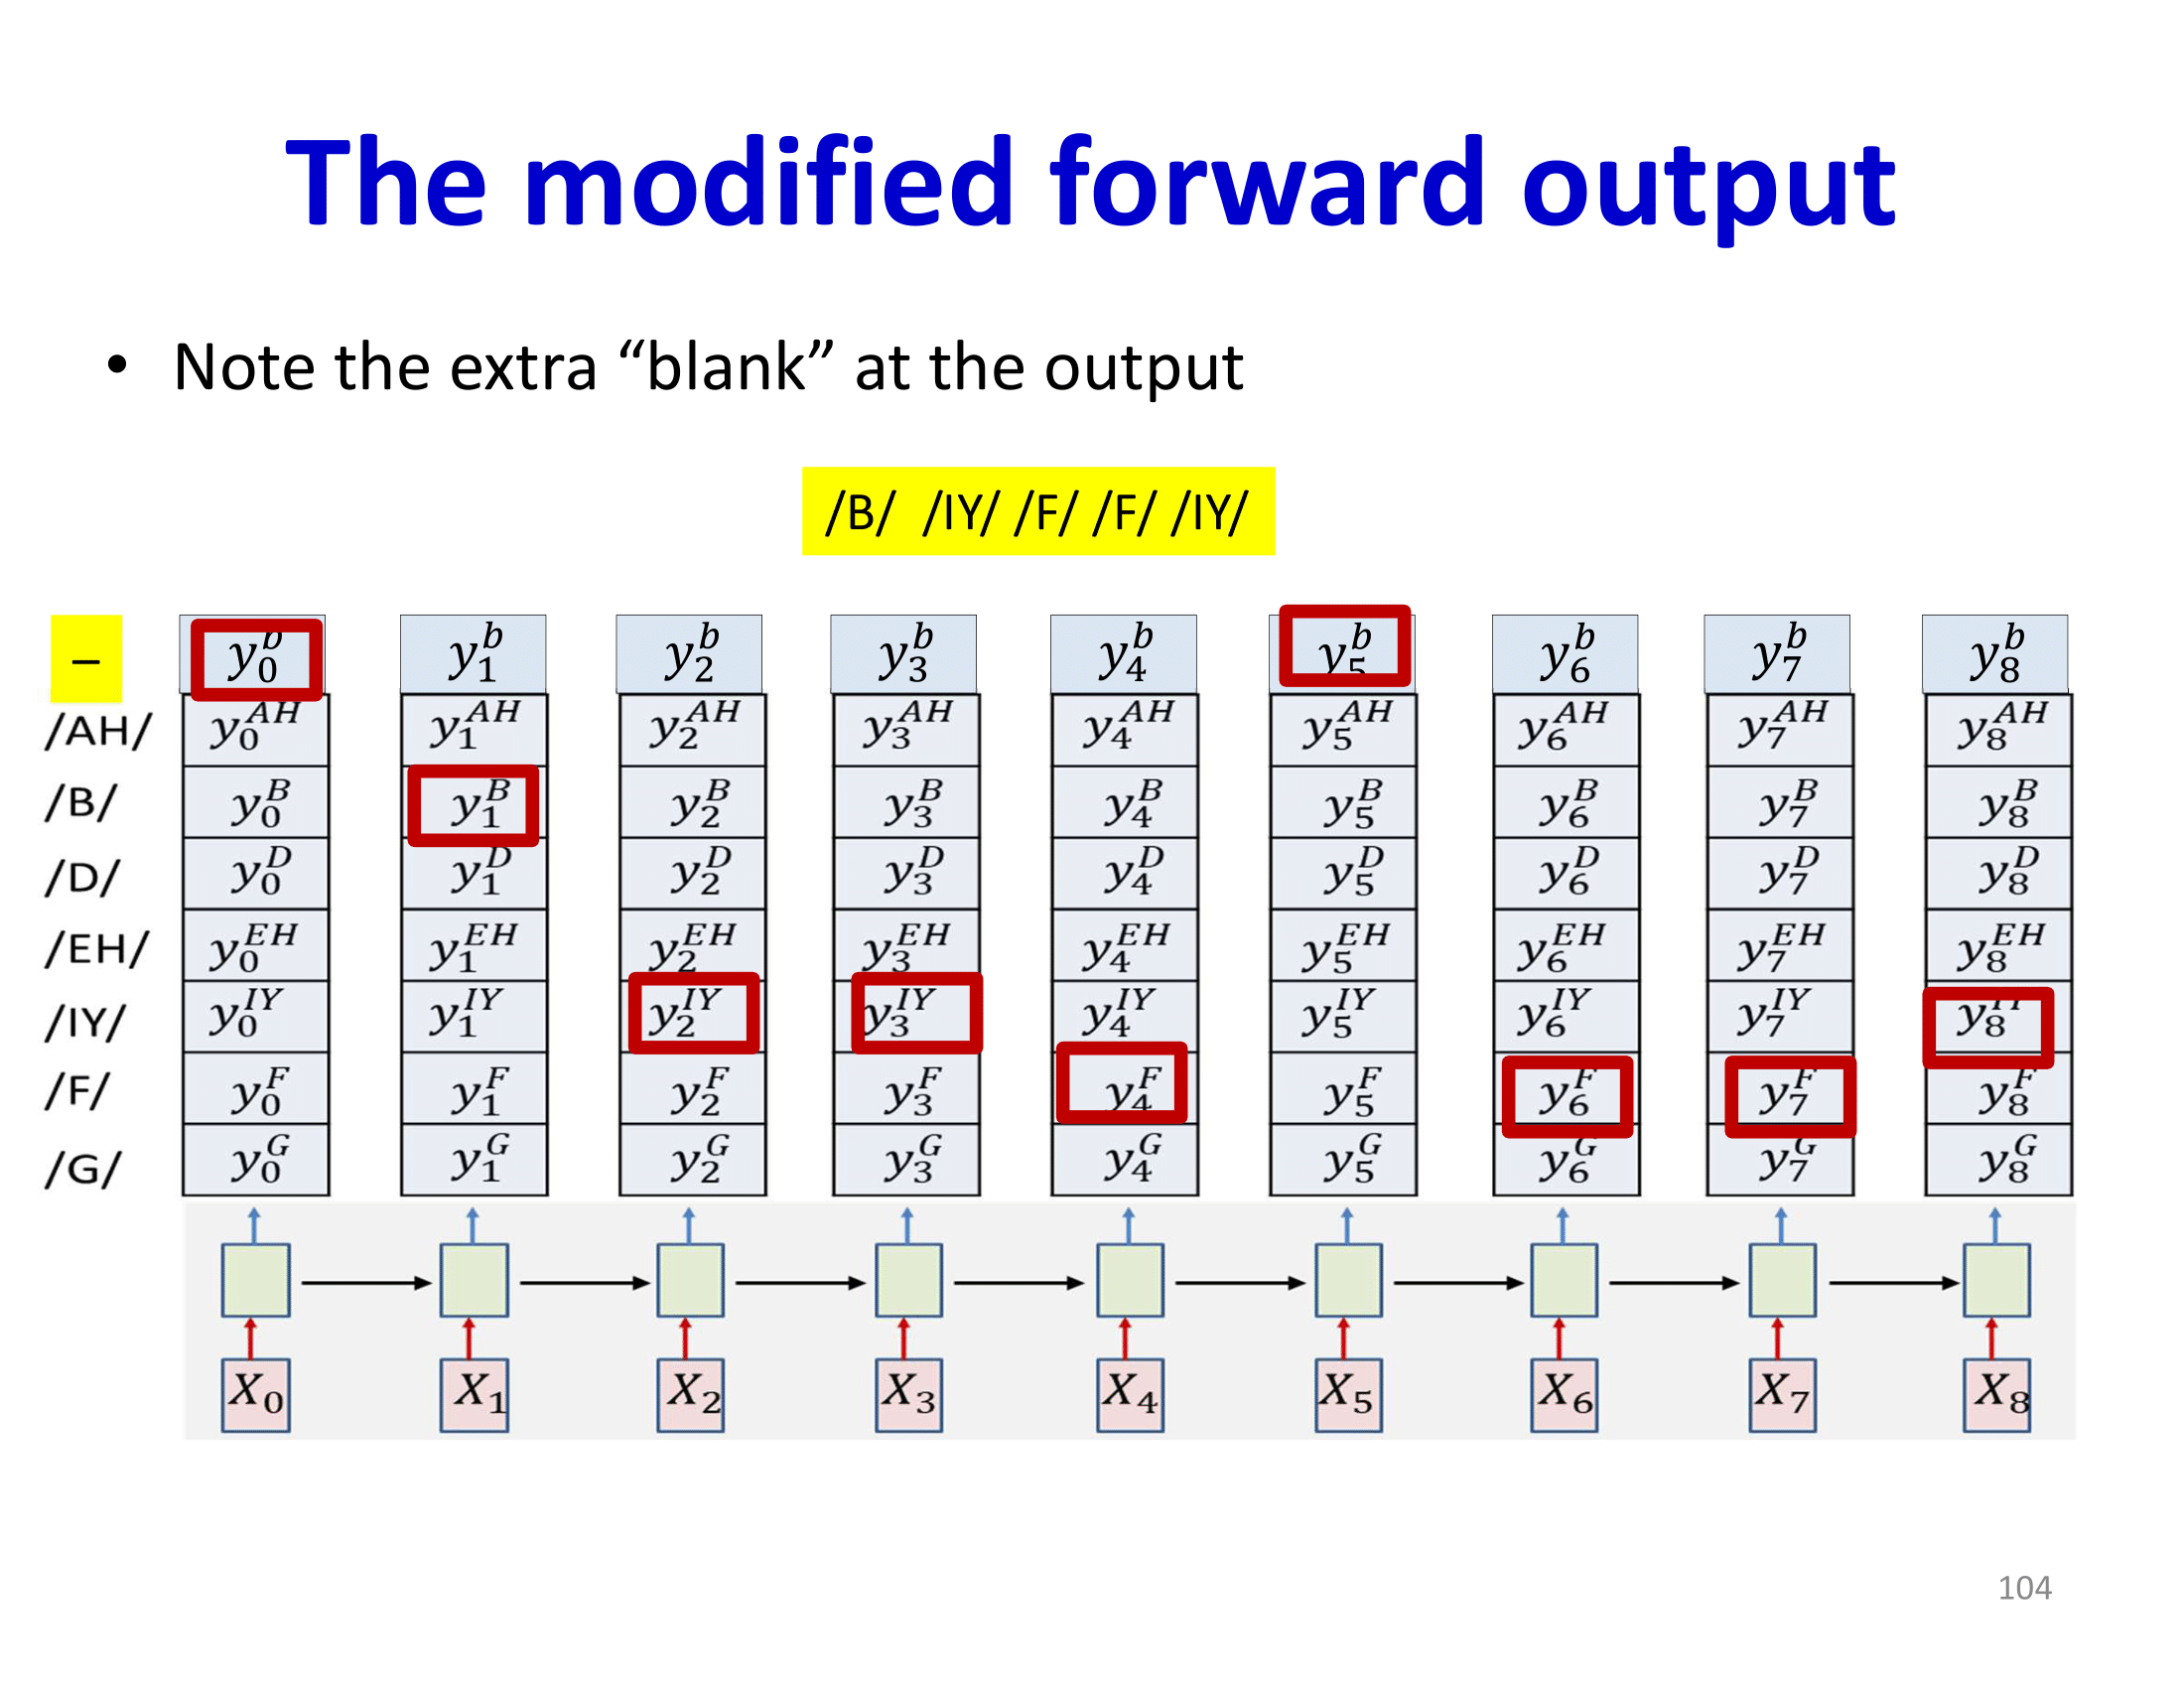 The modified forward output
• Note the extra “blank” at the output
/B/ /IY/ /F/ /F/ /IY/
– y_0^b y_1^b y_2^b y_3^b y_4^b y_5^b y_6^b y_7^b y_8^b
/AH/ y_0^{AH} y_1^{AH} y_2^{AH} y_3^{AH} y_4^{AH} y_5^{AH} y_6^{AH} y_7^{AH} y_8^{AH}
/B/ y_0^B y_1^B y_2^B y_3^B y_4^B y_5^B y_6^B y_7^B y_8^B
/D/ y_0^D y_1^D y_2^D y_3^D y_4^D y_5^D y_6^D y_7^D y_8^D
/EH/ y_0^{EH} y_1^{EH} y_2^{EH} y_3^{EH} y_4^{EH} y_5^{EH} y_6^{EH} y_7^{EH} y_8^{EH}
/IY/ y_0^{IY} y_1^{IY} y_2^{IY} y_3^{IY} y_4^{IY} y_5^{IY} y_6^{IY} y_7^{IY} y_8^{IY}
/F/ y_0^F y_1^F y_2^F y_3^F y_4^F y_5^F y_6^F y_7^F y_8^F
/G/ y_0^G y_1^G y_2^G y_3^G y_4^G y_5^G y_6^G y_7^G y_8^G
X_0 X_1 X_2 X_3 X_4 X_5 X_6 X_7 X_8
104